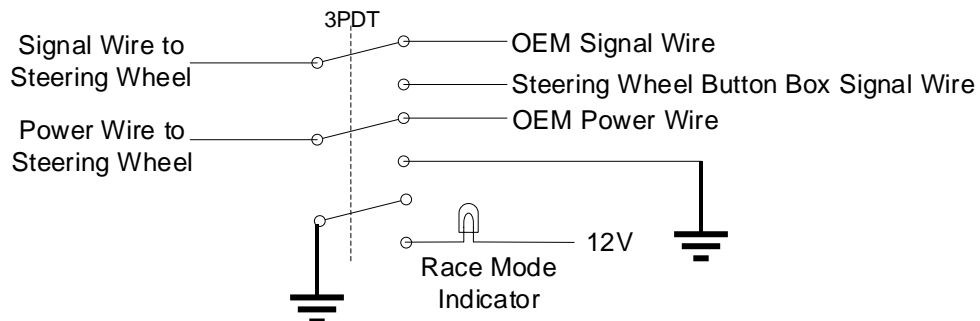 3PDT
Signal Wire to
Steering Wheel
OEM Signal Wire
Steering Wheel Button Box Signal Wire
Power Wire to
Steering Wheel
OEM Power Wire
12V
Race Mode
Indicator